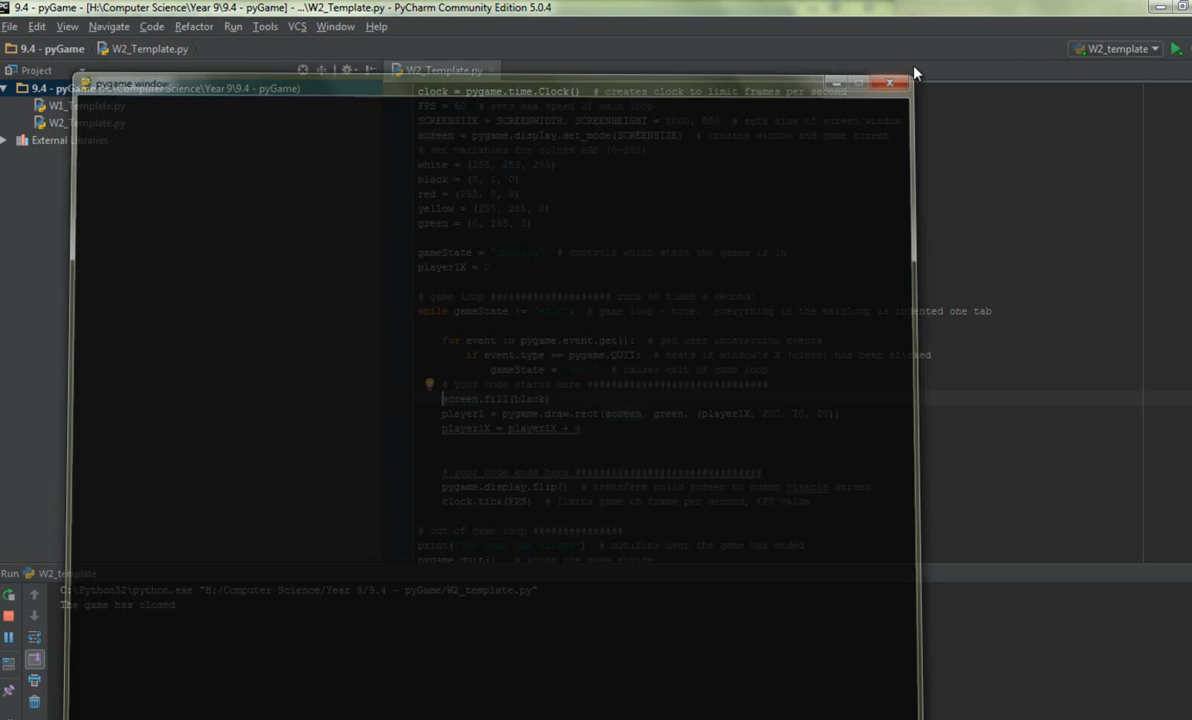 9.4 - pyGame - [H:\Computer Science\Year 9\9.4 - pyGame] - ...\W2_Template.py - PyCharm Community Edition 5.0.4
File Edit View Navigate Code Refactor Run Tools VCS Window Help
9.4 - pyGame W2_Template.py W2_template
Project W2_Template.py
pygame window
9.4 - pyGame (H:\Computer Science\Year 9\9.4 - pyGame)
W1_Template.py
W2_Template.py
External Libraries
clock = pygame.time.Clock() # creates clock to limit frames per second
FPS = 60 # sets max speed of main loop
SCREENSIZE = SCREENWIDTH, SCREENHEIGHT = 1000, 800 # sets size of screen/window
screen = pygame.display.set_mode(SCREENSIZE) # creates window and game screen
# set variables for colors RGB (0-255)
white = (255, 255, 255)
black = (0, 0, 0)
red = (255, 0, 0)
yellow = (255, 255, 0)
green = (0, 255, 0)
gameState = "running" # controls which state the games is in
player1X = 0
# game loop #################### runs 60 times a second!
while gameState != "exit": # game loop - note: everything in the mainloop is indented one tab
for event in pygame.event.get(): # get user interaction events
if event.type == pygame.QUIT: # tests if window's X (close) has been clicked
gameState = "exit" # causes exit of game loop
# your code starts here ##############################
screen.fill(black)
player1 = pygame.draw.rect(screen, green, (player1X, 200, 20, 20))
player1X = player1X + 4
# your code ends here ###############################
pygame.display.flip() # transfers build screen to human visable screen
clock.tick(FPS) # limits game to frame per second, FPS value
# out of game loop ###############
print("The game has closed") # notifies user the game has ended
pygame.quit() # stops the game engine
Run W2_template
C:\Python32\python.exe "H:/Computer Science/Year 9/9.4 - pyGame/W2_template.py"
The game has closed